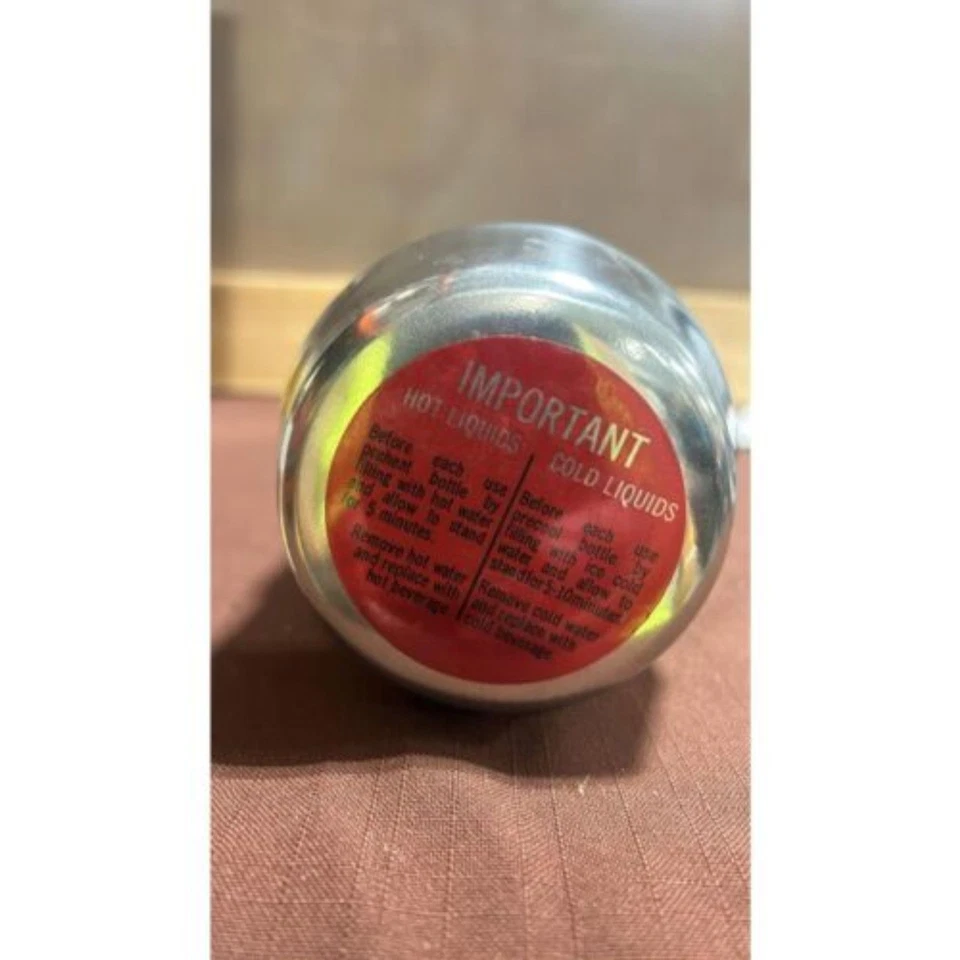 IMPORTANT
HOT LIQUIDS
Before each use
preheat bottle by
filling with hot water
and allow to stand
for 5 minutes.
Remove hot water
and replace with
hot beverage
COLD LIQUIDS
Before each use
precool bottle by
filling with ice cold
water and allow to
stand for 5-10 minutes.
Remove cold water
and replace with
cold beverage